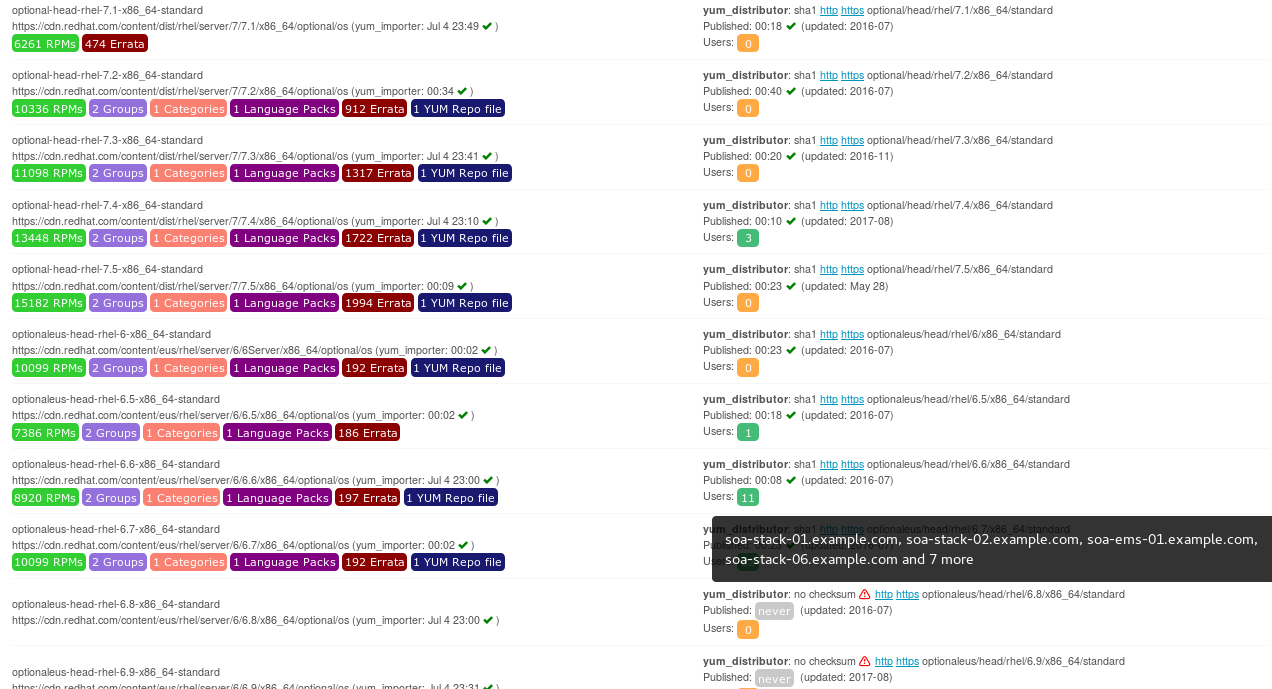 optional-head-rhel-7.1-x86_64-standard
https://cdn.redhat.com/content/dist/rhel/server/7/7.1/x86_64/optional/os (yum_importer: Jul 4 23:49 ✔ )
6261 RPMs 474 Errata
yum_distributor: sha1 http https optional/head/rhel/7.1/x86_64/standard
Published: 00:18 ✔ (updated: 2016-07)
Users: 0
optional-head-rhel-7.2-x86_64-standard
https://cdn.redhat.com/content/dist/rhel/server/7/7.2/x86_64/optional/os (yum_importer: 00:34 ✔ )
10336 RPMs 2 Groups 1 Categories 1 Language Packs 912 Errata 1 YUM Repo file
yum_distributor: sha1 http https optional/head/rhel/7.2/x86_64/standard
Published: 00:40 ✔ (updated: 2016-07)
Users: 0
optional-head-rhel-7.3-x86_64-standard
https://cdn.redhat.com/content/dist/rhel/server/7/7.3/x86_64/optional/os (yum_importer: Jul 4 23:41 ✔ )
11098 RPMs 2 Groups 1 Categories 1 Language Packs 1317 Errata 1 YUM Repo file
yum_distributor: sha1 http https optional/head/rhel/7.3/x86_64/standard
Published: 00:20 ✔ (updated: 2016-11)
Users: 0
optional-head-rhel-7.4-x86_64-standard
https://cdn.redhat.com/content/dist/rhel/server/7/7.4/x86_64/optional/os (yum_importer: Jul 4 23:10 ✔ )
13448 RPMs 2 Groups 1 Categories 1 Language Packs 1722 Errata 1 YUM Repo file
yum_distributor: sha1 http https optional/head/rhel/7.4/x86_64/standard
Published: 00:10 ✔ (updated: 2017-08)
Users: 3
optional-head-rhel-7.5-x86_64-standard
https://cdn.redhat.com/content/dist/rhel/server/7/7.5/x86_64/optional/os (yum_importer: 00:09 ✔ )
15182 RPMs 2 Groups 1 Categories 1 Language Packs 1994 Errata 1 YUM Repo file
yum_distributor: sha1 http https optional/head/rhel/7.5/x86_64/standard
Published: 00:23 ✔ (updated: May 28)
Users: 0
optionaleus-head-rhel-6-x86_64-standard
https://cdn.redhat.com/content/eus/rhel/server/6/6Server/x86_64/optional/os (yum_importer: 00:02 ✔ )
10099 RPMs 2 Groups 1 Categories 1 Language Packs 192 Errata 1 YUM Repo file
yum_distributor: sha1 http https optionaleus/head/rhel/6/x86_64/standard
Published: 00:23 ✔ (updated: 2016-07)
Users: 0
optionaleus-head-rhel-6.5-x86_64-standard
https://cdn.redhat.com/content/eus/rhel/server/6/6.5/x86_64/optional/os (yum_importer: 00:02 ✔ )
7386 RPMs 2 Groups 1 Categories 1 Language Packs 186 Errata
yum_distributor: sha1 http https optionaleus/head/rhel/6.5/x86_64/standard
Published: 00:18 ✔ (updated: 2016-07)
Users: 1
optionaleus-head-rhel-6.6-x86_64-standard
https://cdn.redhat.com/content/eus/rhel/server/6/6.6/x86_64/optional/os (yum_importer: Jul 4 23:00 ✔ )
8920 RPMs 2 Groups 1 Categories 1 Language Packs 197 Errata 1 YUM Repo file
yum_distributor: sha1 http https optionaleus/head/rhel/6.6/x86_64/standard
Published: 00:08 ✔ (updated: 2016-07)
Users: 11
optionaleus-head-rhel-6.7-x86_64-standard
https://cdn.redhat.com/content/eus/rhel/server/6/6.7/x86_64/optional/os (yum_importer: 00:02 ✔ )
10099 RPMs 2 Groups 1 Categories 1 Language Packs 192 Errata 1 YUM Repo file
yum_distributor: sha1 http https optionaleus/head/rhel/6.7/x86_64/standard
soa-stack-01.example.com, soa-stack-02.example.com, soa-ems-01.example.com,
soa-stack-06.example.com and 7 more
optionaleus-head-rhel-6.8-x86_64-standard
https://cdn.redhat.com/content/eus/rhel/server/6/6.8/x86_64/optional/os (yum_importer: Jul 4 23:00 ✔ )
yum_distributor: no checksum http https optionaleus/head/rhel/6.8/x86_64/standard
Published: never (updated: 2016-07)
Users: 0
optionaleus-head-rhel-6.9-x86_64-standard
https://cdn.redhat.com/content/eus/rhel/server/6/6.9/x86_64/optional/os (yum_importer: Jul 4 23:31 ✔ )
yum_distributor: no checksum http https optionaleus/head/rhel/6.9/x86_64/standard
Published: never (updated: 2017-08)